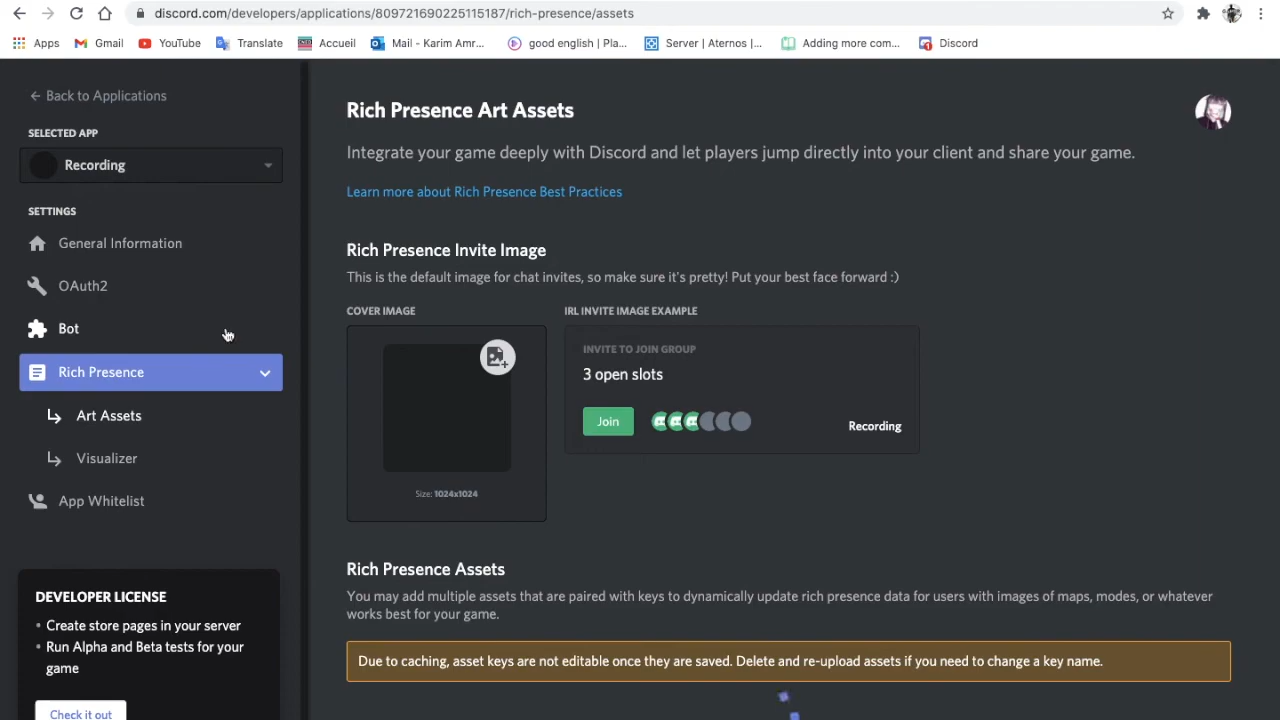 discord.com/developers/applications/809721690225115187/rich-presence/assets
Apps Gmail YouTube Translate Accueil Mail - Karim Amr... good english | Pla... Server | Aternos |... Adding more com... Discord
Back to Applications
SELECTED APP
Recording
SETTINGS
General Information
OAuth2
Bot
Rich Presence
Art Assets
Visualizer
App Whitelist
DEVELOPER LICENSE
• Create store pages in your server
• Run Alpha and Beta tests for your
game
Check it out
Rich Presence Art Assets
Integrate your game deeply with Discord and let players jump directly into your client and share your game.
Learn more about Rich Presence Best Practices
Rich Presence Invite Image
This is the default image for chat invites, so make sure it's pretty! Put your best face forward :)
COVER IMAGE
Size: 1024x1024
IRL INVITE IMAGE EXAMPLE
INVITE TO JOIN GROUP
3 open slots
Join
Recording
Rich Presence Assets
You may add multiple assets that are paired with keys to dynamically update rich presence data for users with images of maps, modes, or whatever
works best for your game.
Due to caching, asset keys are not editable once they are saved. Delete and re-upload assets if you need to change a key name.